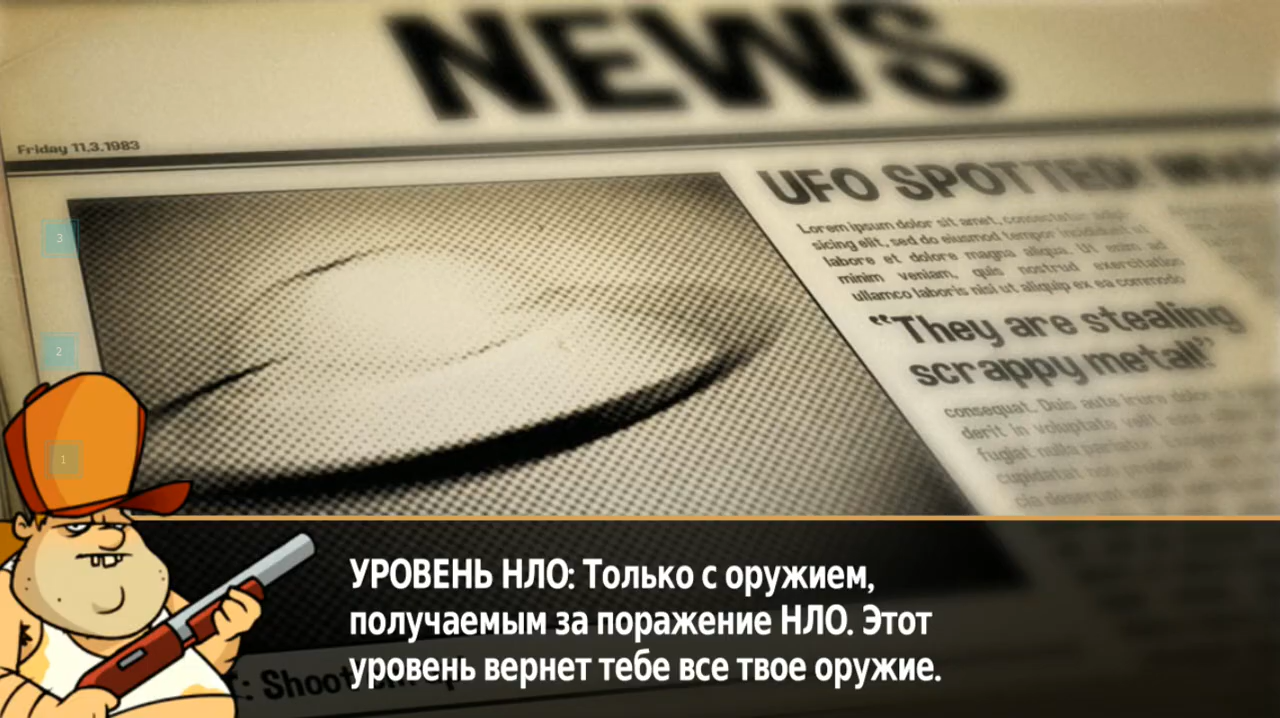 NEWS
Friday 11.3.1983
UFO SPOTTED!
Lorem ipsum dolor sit amet, consectetur
sicing elit, sed do eiusmod tempor incididunt ut
labore et dolore magna aliqua. Ut enim ad
minim veniam, quis nostrud exercitation
ullamco laboris nisi ut aliquip ex ea commodo
“They are stealing
scrappy metal!”
consequat. Duis aute irure dolor
derit in voluptate velit
fugiat nulla pariatur.
cupidatat non
3
2
1
УРОВЕНЬ НЛО: Только с оружием,
получаемым за поражение НЛО. Этот
уровень вернет тебе все твое оружие.